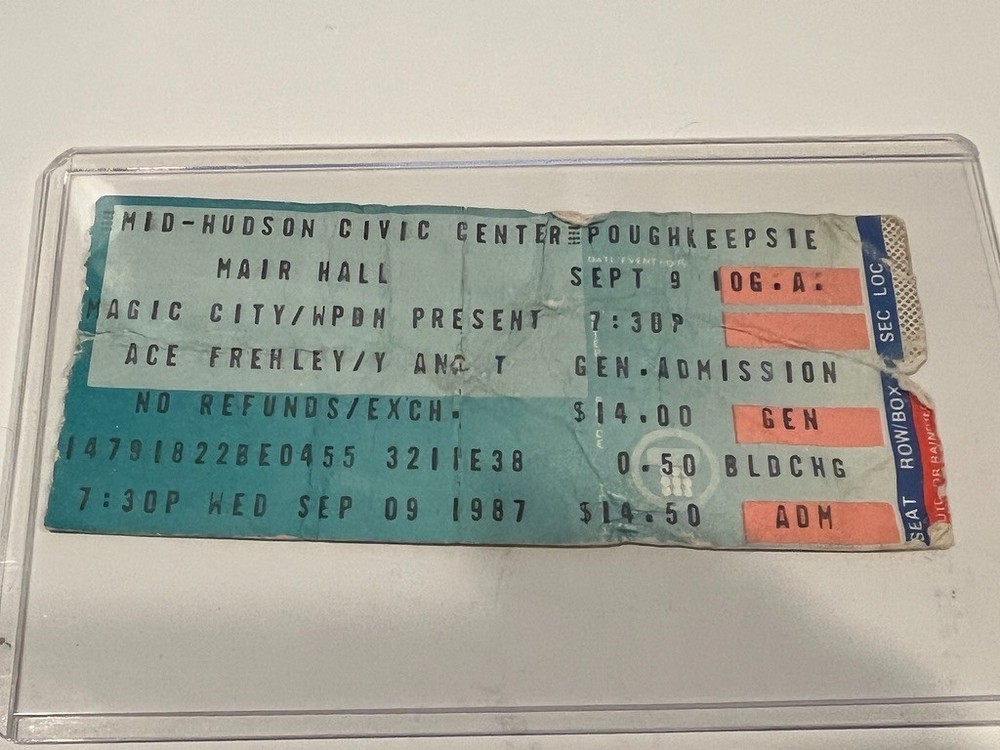 MID-HUDSON CIVIC CENTER POUGHKEEPSIE
MAIR HALL
SEPT 9 10G.A.
MAGIC CITY/WPDH PRESENT
7:30P
ACE FREHLEY/Y AND T
GEN.ADMISSION
NO REFUNDS/EXCH.
$14.00 GEN
14791822BE0455 3211E38
0.50 BLDCHG
7:30P WED SEP 09 1987
$14.50 ADM
SEC LOC
ROW/BOX
SEAT